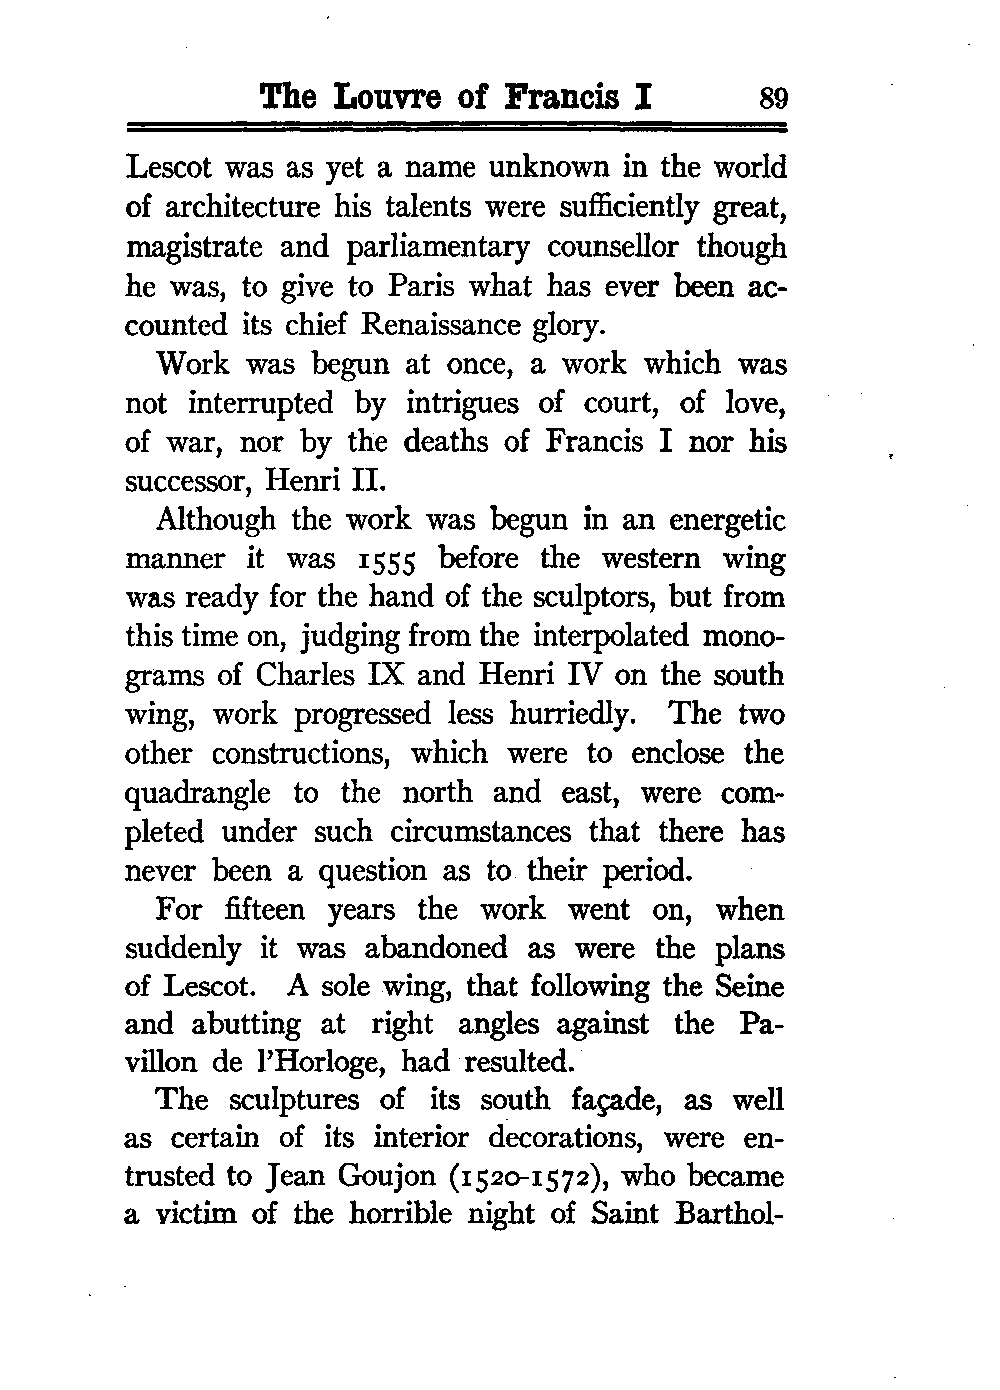 The Louvre of Francis I 89
Lescot was as yet a name unknown in the world
of architecture his talents were sufficiently great,
magistrate and parliamentary counsellor though
he was, to give to Paris what has ever been ac-
counted its chief Renaissance glory.
Work was begun at once, a work which was
not interrupted by intrigues of court, of love,
of war, nor by the deaths of Francis I nor his
successor, Henri II.
Although the work was begun in an energetic
manner it was 1555 before the western wing
was ready for the hand of the sculptors, but from
this time on, judging from the interpolated mono-
grams of Charles IX and Henri IV on the south
wing, work progressed less hurriedly. The two
other constructions, which were to enclose the
quadrangle to the north and east, were com-
pleted under such circumstances that there has
never been a question as to their period.
For fifteen years the work went on, when
suddenly it was abandoned as were the plans
of Lescot. A sole wing, that following the Seine
and abutting at right angles against the Pa-
villon de l'Horloge, had resulted.
The sculptures of its south façade, as well
as certain of its interior decorations, were en-
trusted to Jean Goujon (1520-1572), who became
a victim of the horrible night of Saint Barthol-